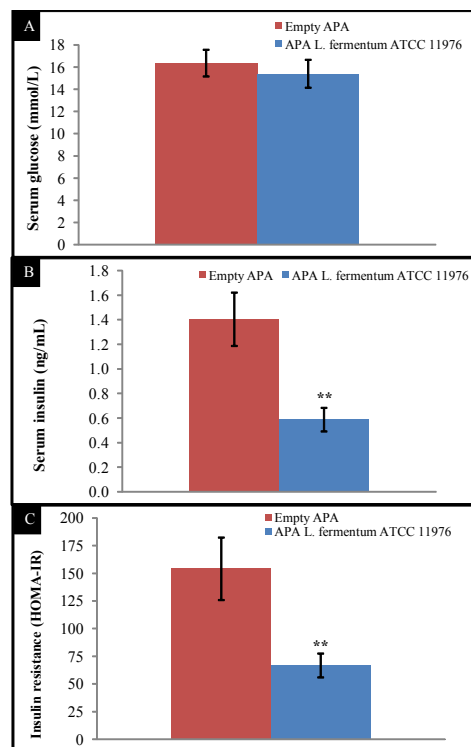 A
Empty APA
APA L. fermentum ATCC 11976
Serum glucose (mmol/L)
18
16
14
12
10
8
6
4
2
0
B
Empty APA
APA L. fermentum ATCC 11976
Serum insulin (ng/mL)
1.8
1.6
1.4
1.2
1.0
0.8
0.6
0.4
0.2
0.0
**
C
Empty APA
APA L. fermentum ATCC 11976
Insulin resistance (HOMA-IR)
200
175
150
125
100
75
50
25
0
**